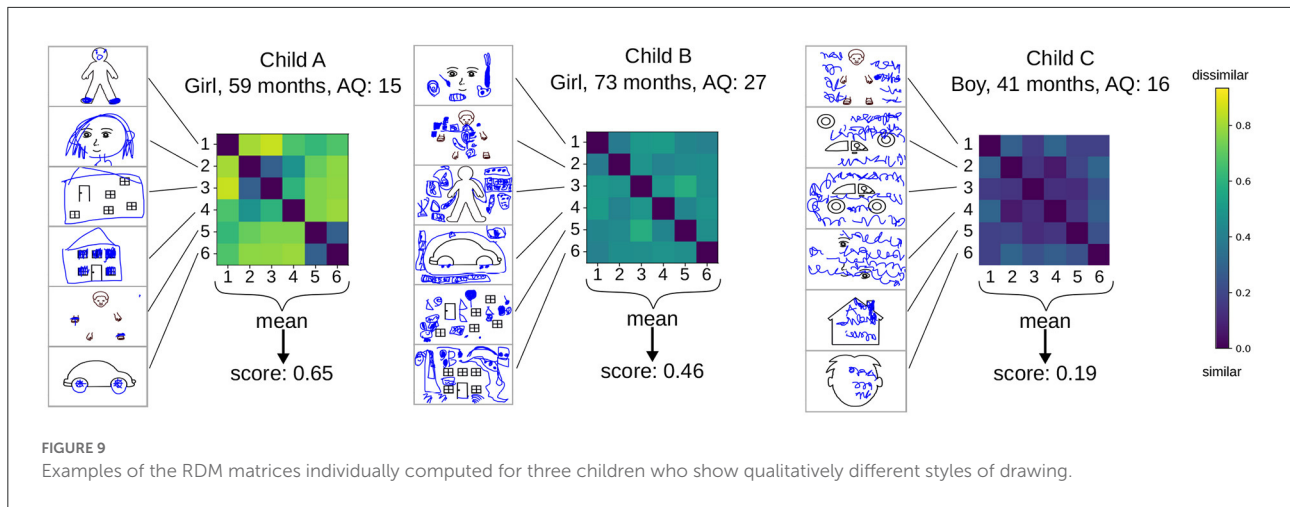 Child A
Girl, 59 months, AQ: 15
1
2
3
4
5
6
1 2 3 4 5 6
mean
score: 0.65
Child B
Girl, 73 months, AQ: 27
1
2
3
4
5
6
1 2 3 4 5 6
mean
score: 0.46
Child C
Boy, 41 months, AQ: 16
1
2
3
4
5
6
1 2 3 4 5 6
mean
score: 0.19
dissimilar
0.8
0.6
0.4
0.2
0.0
similar
FIGURE 9
Examples of the RDM matrices individually computed for three children who show qualitatively different styles of drawing.